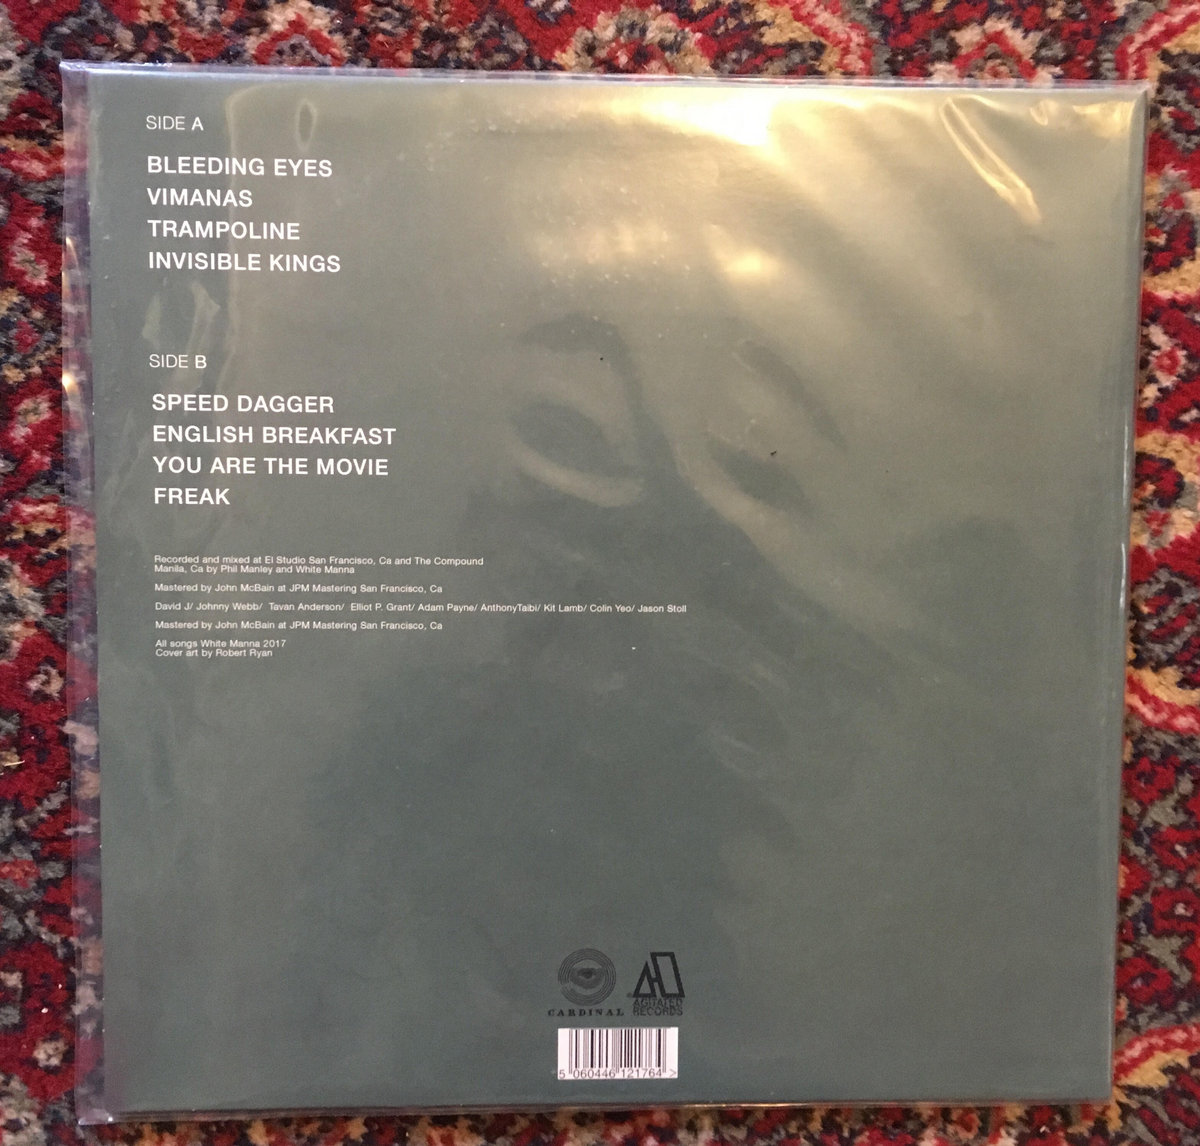 SIDE A
BLEEDING EYES
VIMANAS
TRAMPOLINE
INVISIBLE KINGS
SIDE B
SPEED DAGGER
ENGLISH BREAKFAST
YOU ARE THE MOVIE
FREAK
Recorded and mixed at El Studio San Francisco, Ca and The Compound
Manila, Ca by Phil Manley and White Manna
Mastered by John McBain at JPM Mastering San Francisco, Ca
David J/ Johnny Webb/ Tavan Anderson/ Elliot P. Grant/ Adam Payne/ AnthonyTaibi/ Kit Lamb/ Colin Yeo/ Jason Stoll
Mastered by John McBain at JPM Mastering San Francisco, Ca
All songs White Manna 2017
Cover art by Robert Ryan
CARDINAL
AGITATED
RECORDS
5 060446 121764 >